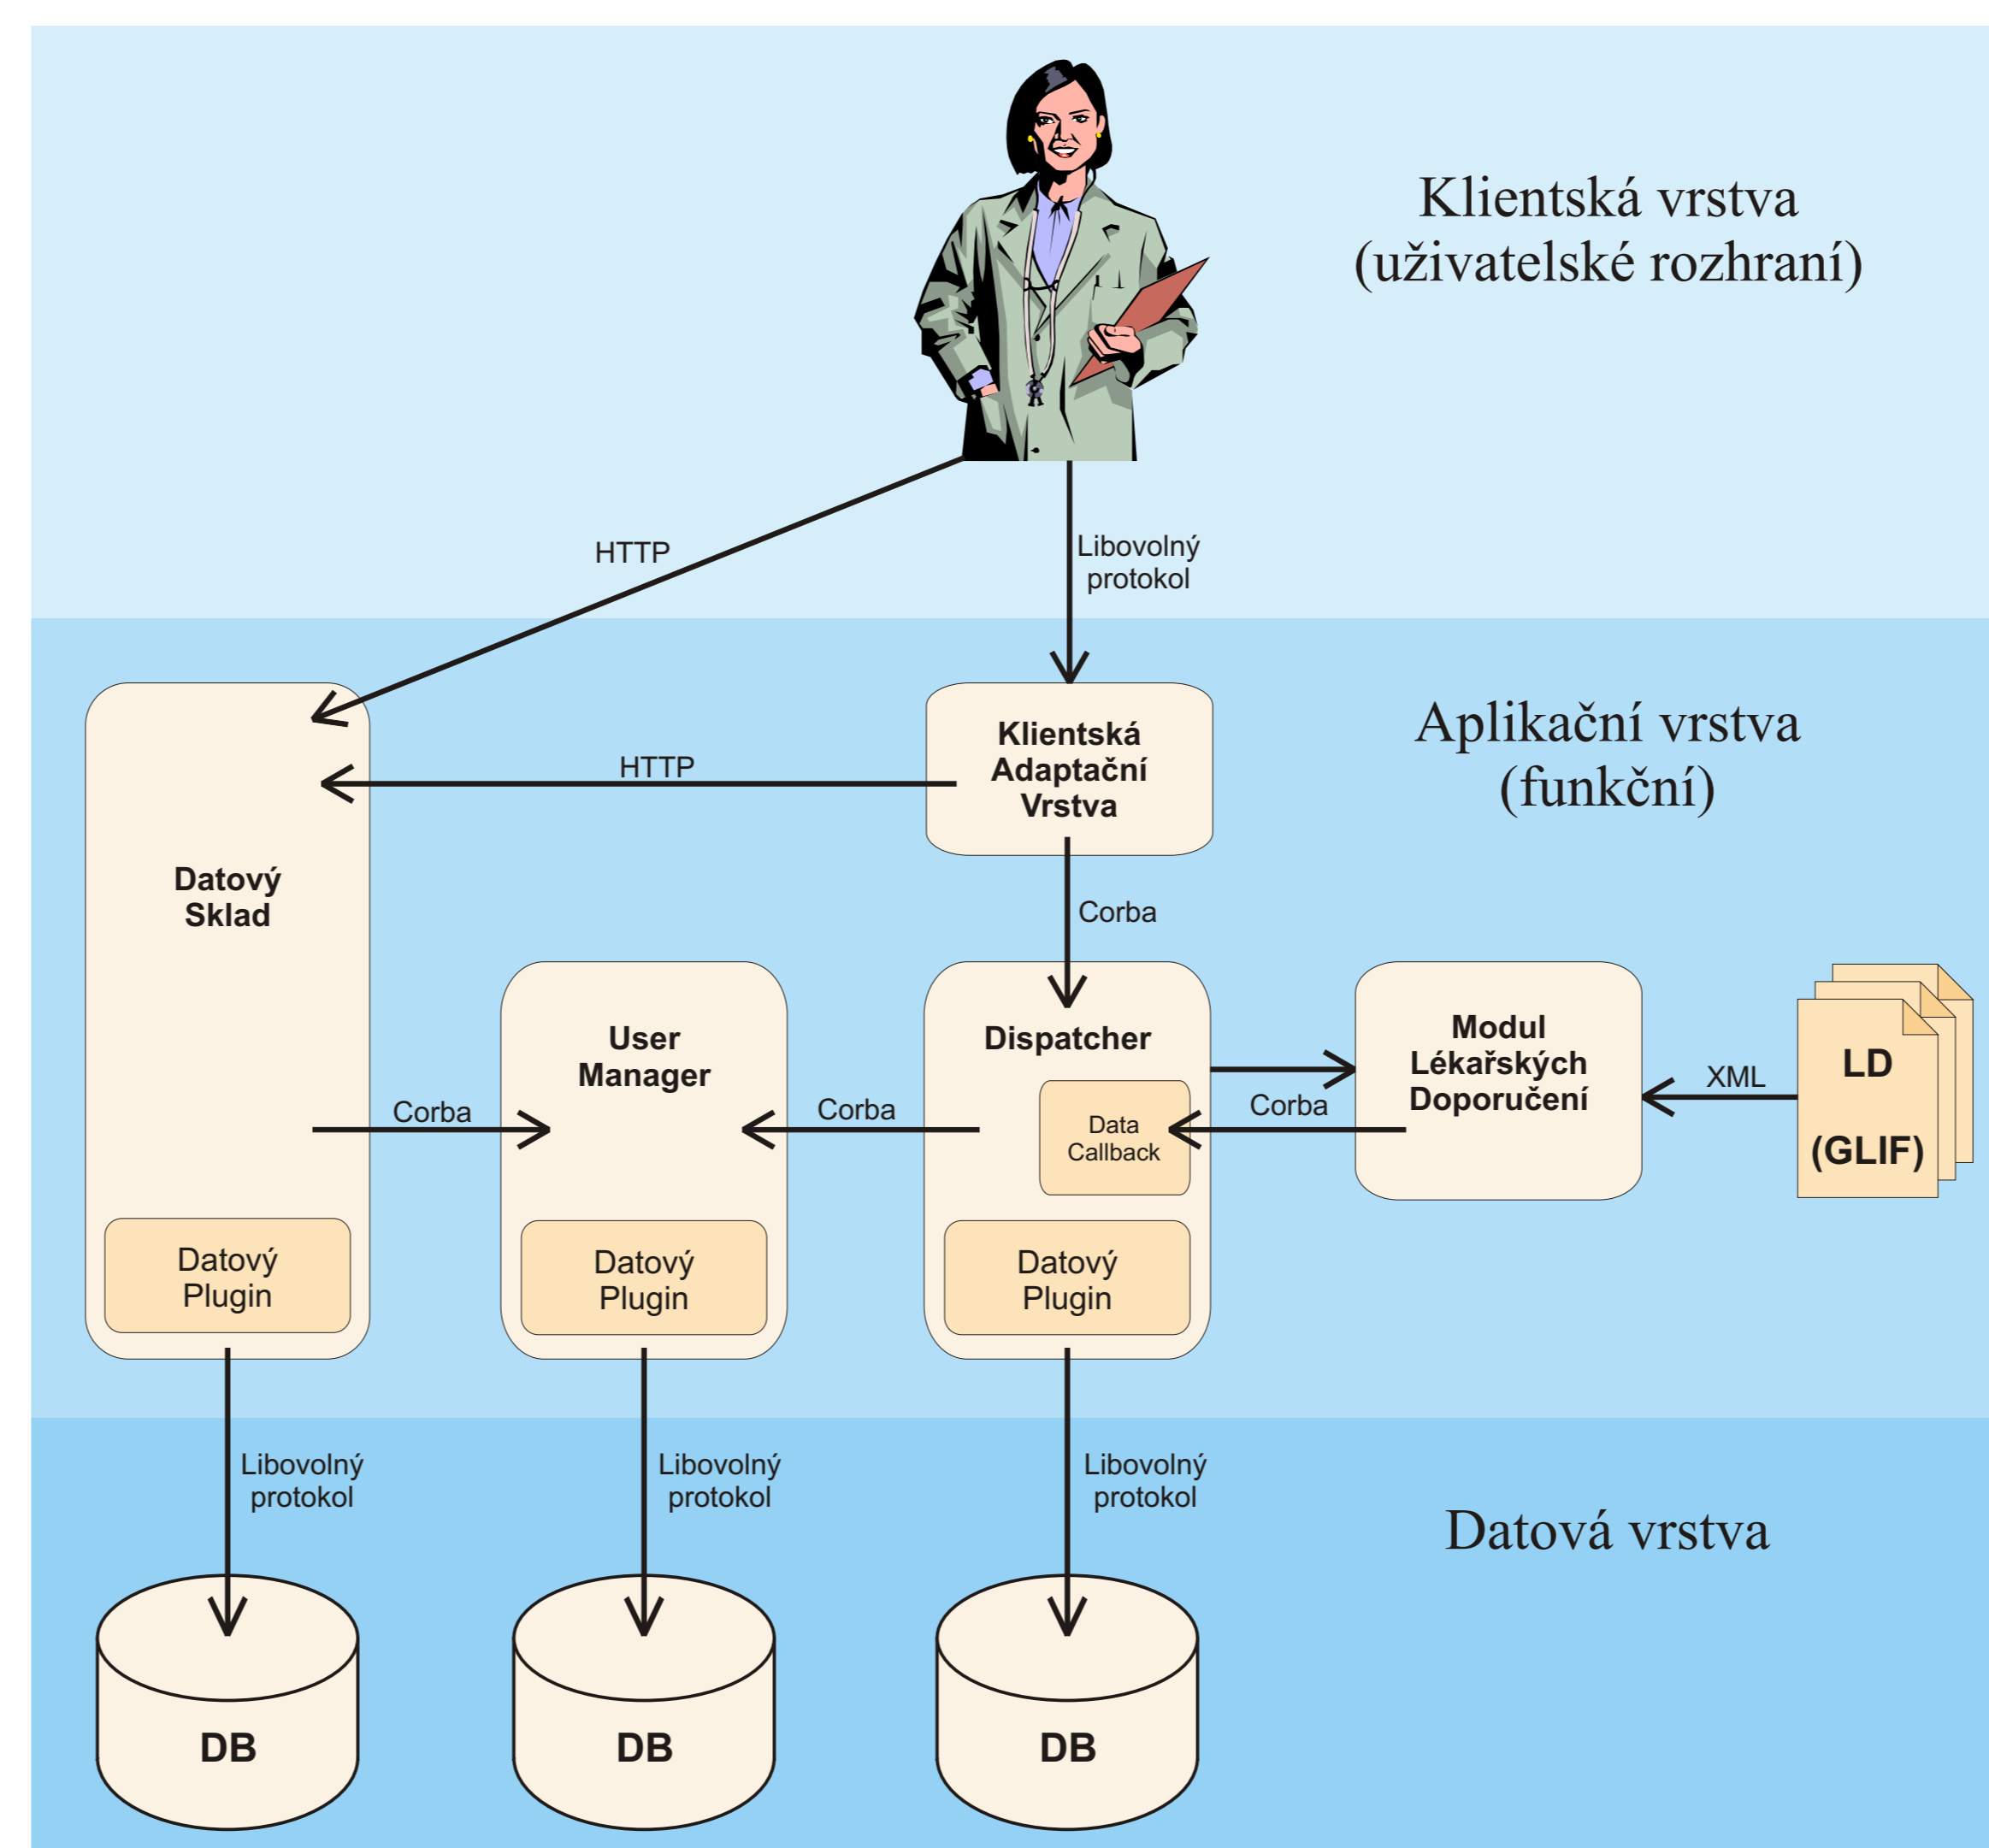 Klientská vrstva
(uživatelské rozhraní)
HTTP
Libovolný
protokol
Aplikační vrstva
(funkční)
Klientská
Adaptační
Vrstva
HTTP
Datový
Sklad
Corba
User
Manager
Dispatcher
Modul
Lékařských
Doporučení
LD
(GLIF)
XML
Corba
Corba
Corba
Data
Callback
Datový
Plugin
Datový
Plugin
Datový
Plugin
Libovolný
protokol
Libovolný
protokol
Libovolný
protokol
Datová vrstva
DB
DB
DB